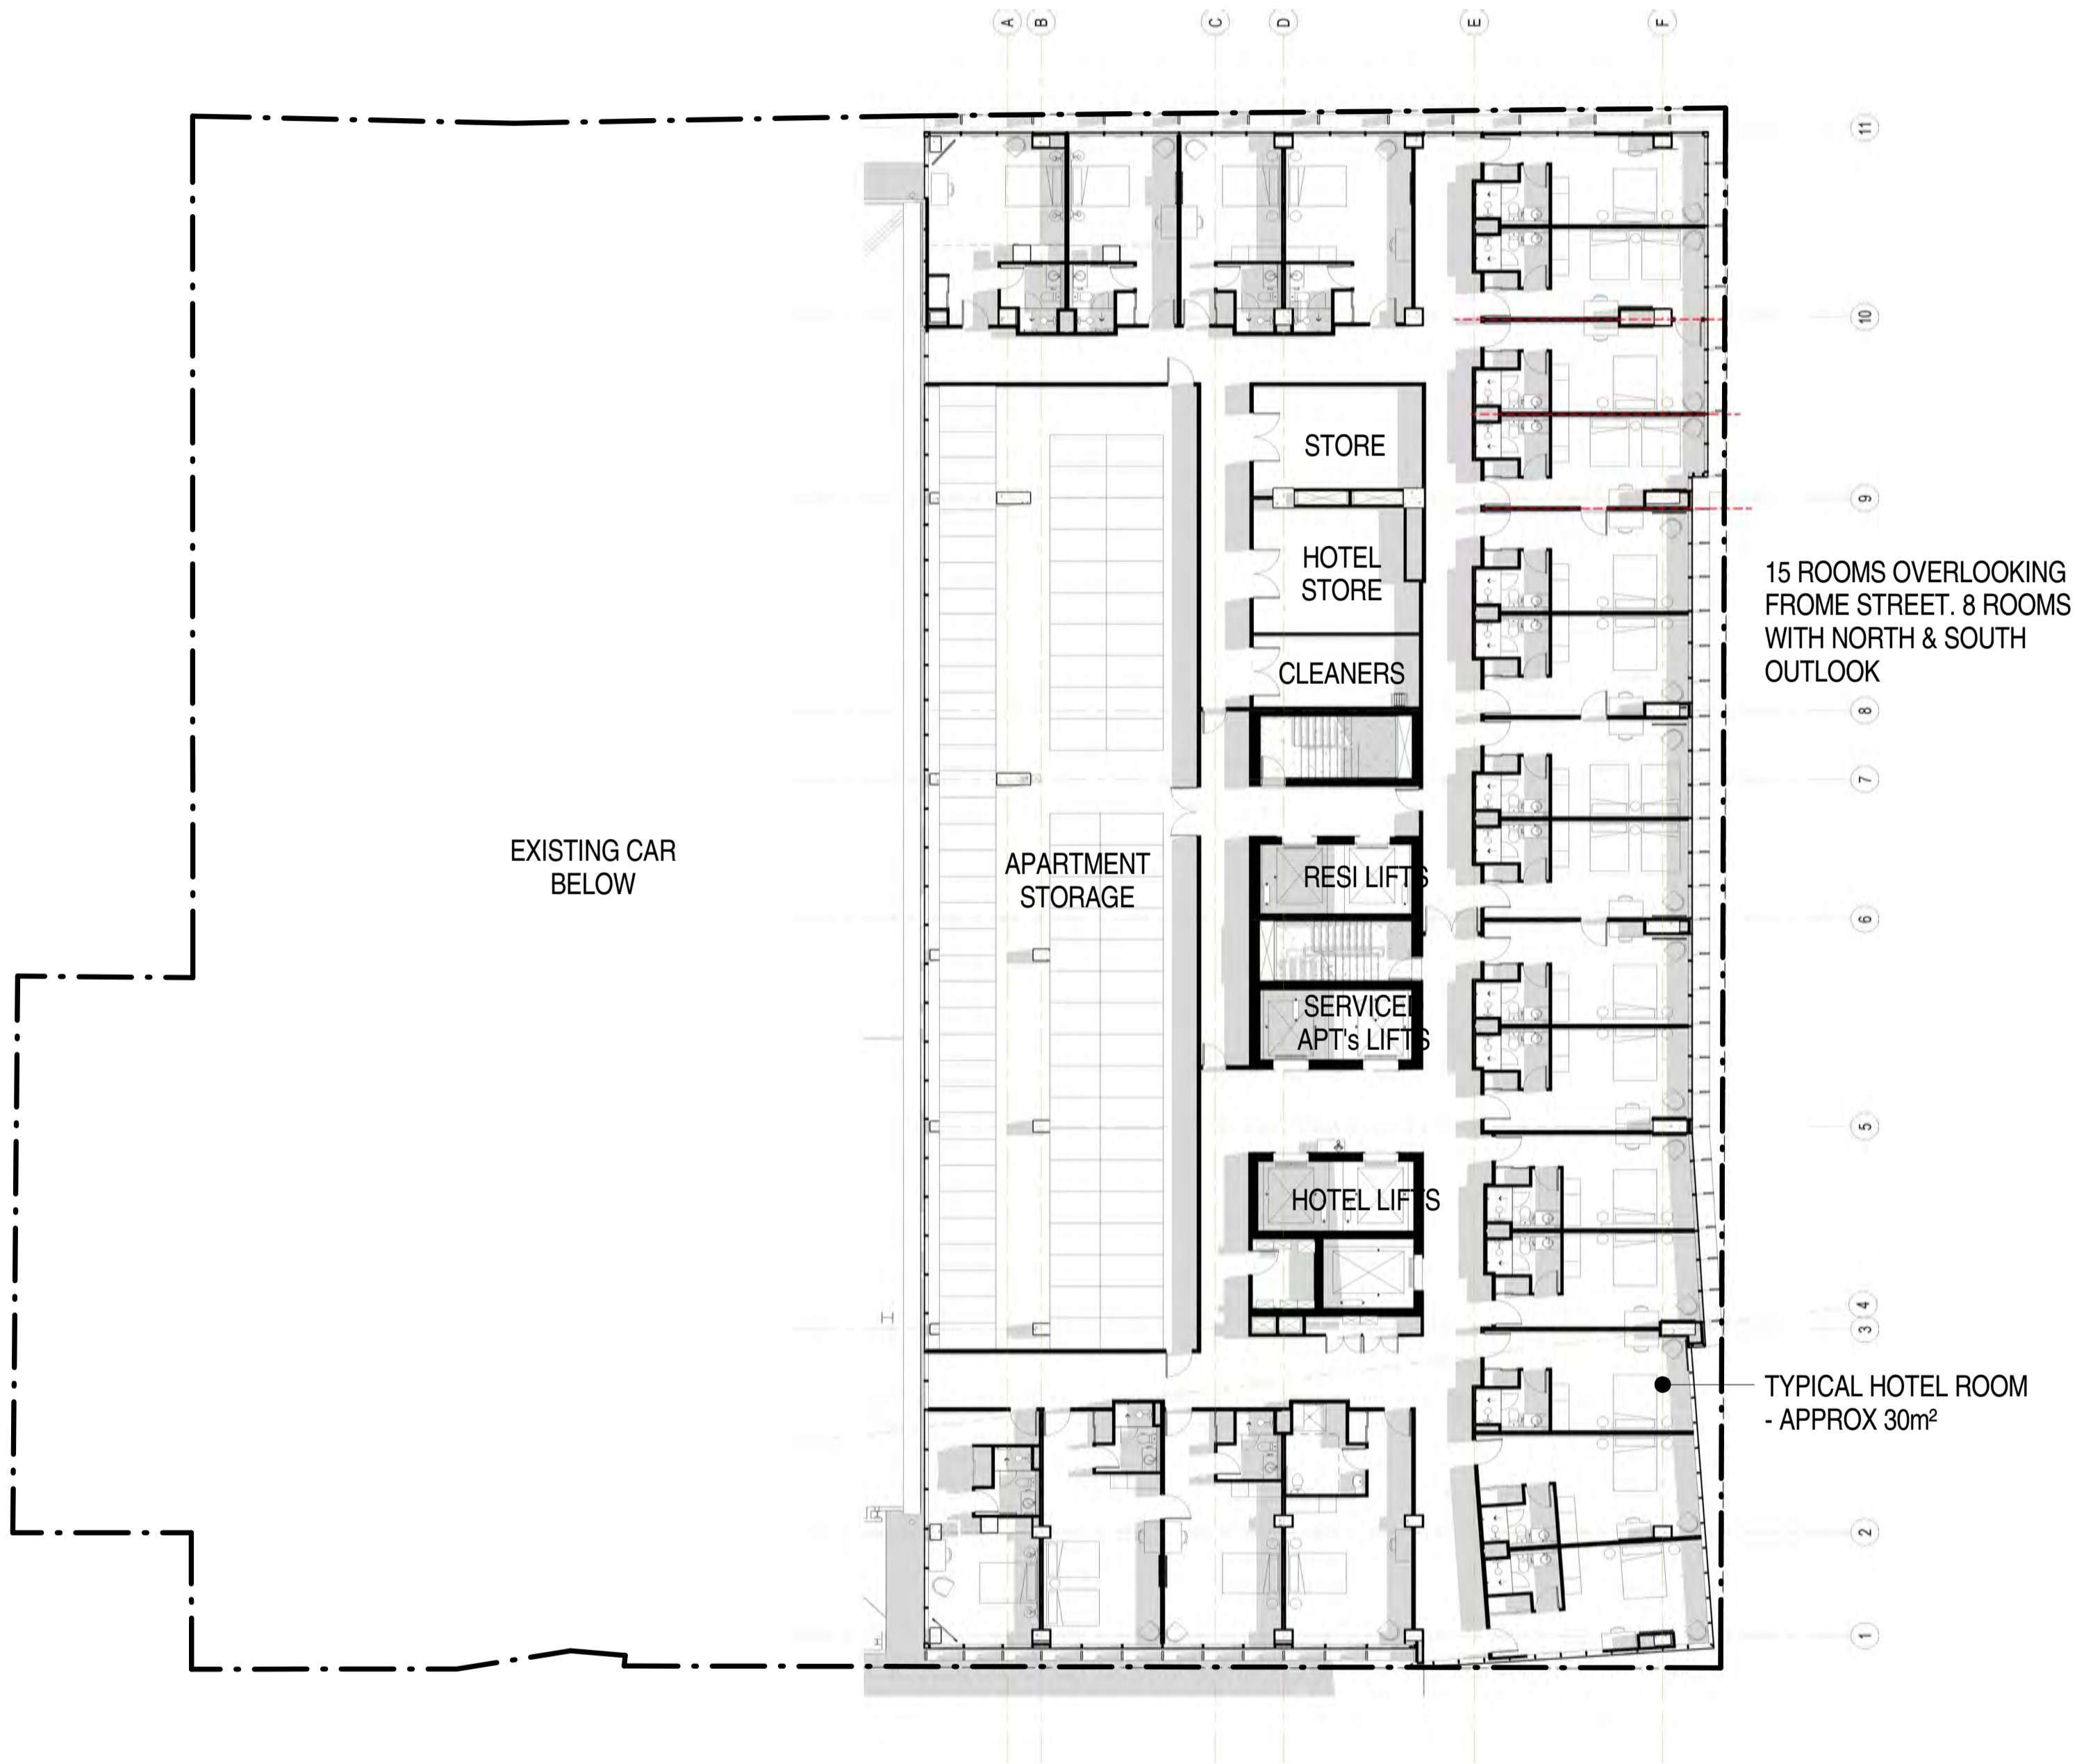 A
B
C
D
E
F
11
10
9
8
7
6
5
4
3
2
1
STORE
HOTEL
STORE
CLEANERS
15 ROOMS OVERLOOKING
FROME STREET. 8 ROOMS
WITH NORTH & SOUTH
OUTLOOK
EXISTING CAR
BELOW
APARTMENT
STORAGE
RESI LIFTS
SERVICED
APT's LIFTS
HOTEL LIFTS
TYPICAL HOTEL ROOM
- APPROX 30m²